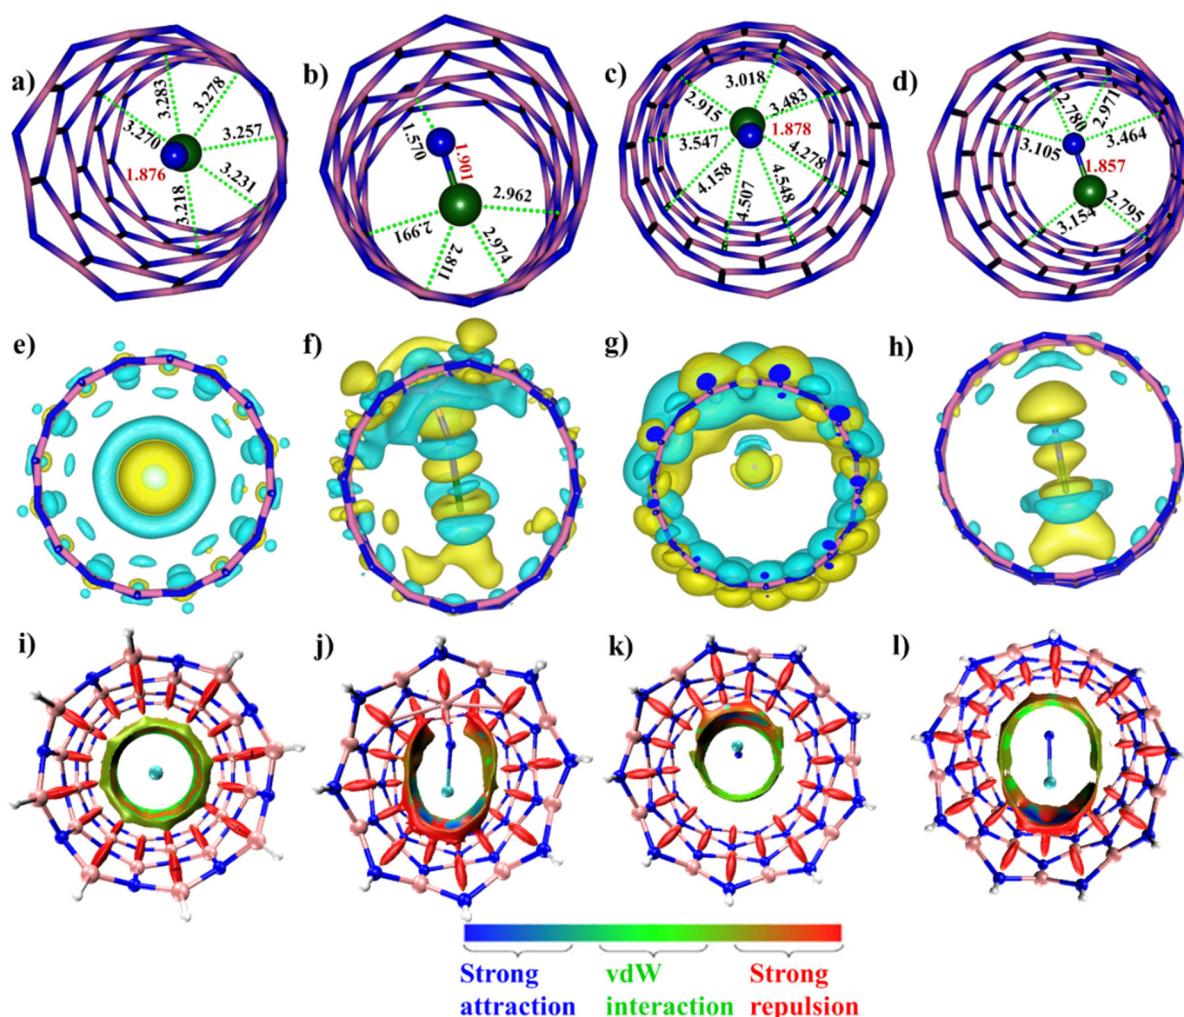 a)
3.283
3.278
3.270
3.257
1.876
3.231
3.218
b)
1.570
1.901
2.962
2.991
2.811
2.974
c)
3.018
2.915
3.483
1.878
3.547
4.278
4.158
4.507
4.548
d)
2.780
2.971
3.464
3.105
1.857
3.154
2.795
e)
f)
g)
h)
i)
j)
k)
l)
Strong vdW Strong
attraction interaction repulsion